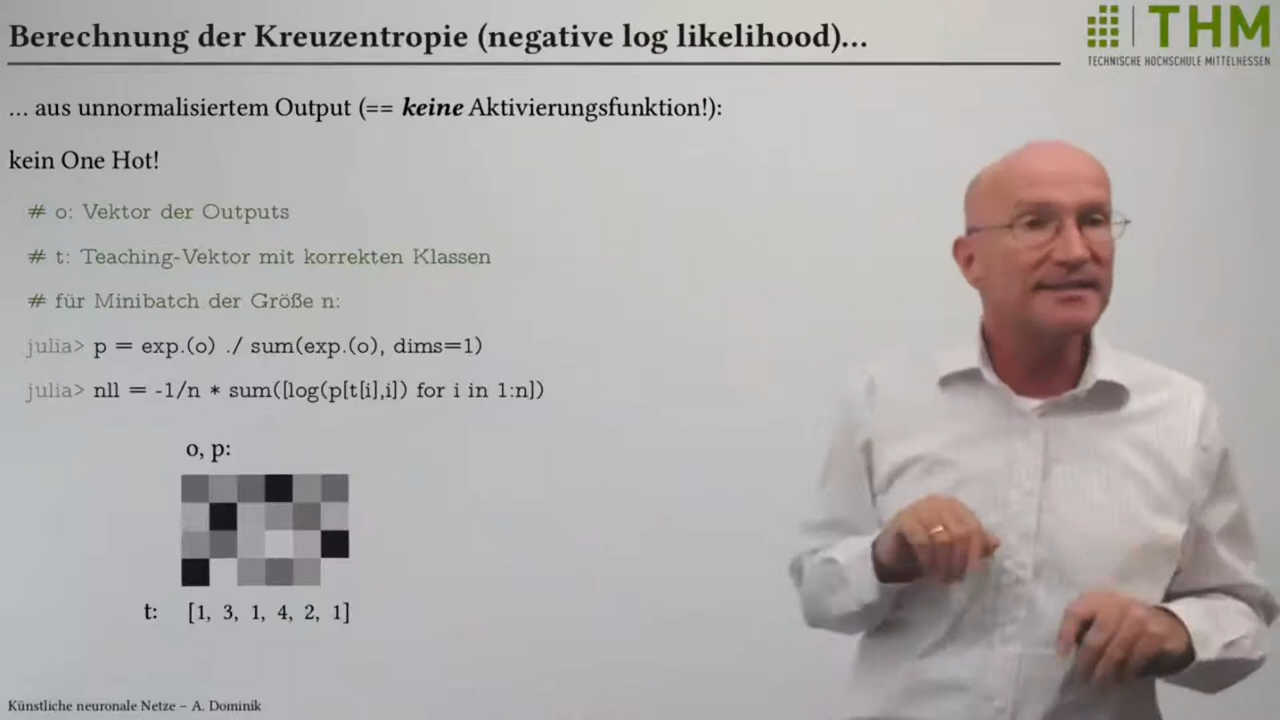 Berechnung der Kreuzentropie (negative log likelihood)...
THM
TECHNISCHE HOCHSCHULE MITTELHESSEN
... aus unnormalisiertem Output (== keine Aktivierungsfunktion!):
kein One Hot!
# o: Vektor der Outputs
# t: Teaching-Vektor mit korrekten Klassen
# für Minibatch der Größe n:
julia> p = exp.(o) ./ sum(exp.(o), dims=1)
julia> nll = -1/n * sum([log(p[t[i],i]) for i in 1:n])
o, p:
t: [1, 3, 1, 4, 2, 1]
Künstliche neuronale Netze – A. Dominik